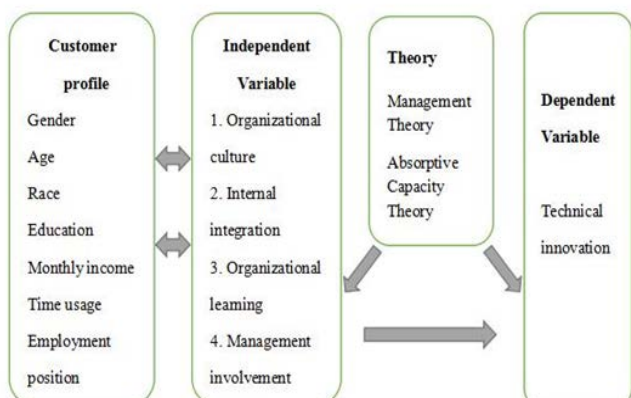 Customer
profile
Gender
Age
Race
Education
Monthly income
Time usage
Employment
position
Independent
Variable
1. Organizational
culture
2. Internal
integration
3. Organizational
learning
4. Management
involvement
Theory
Management
Theory
Absorptive
Capacity
Theory
Dependent
Variable
Technical
innovation